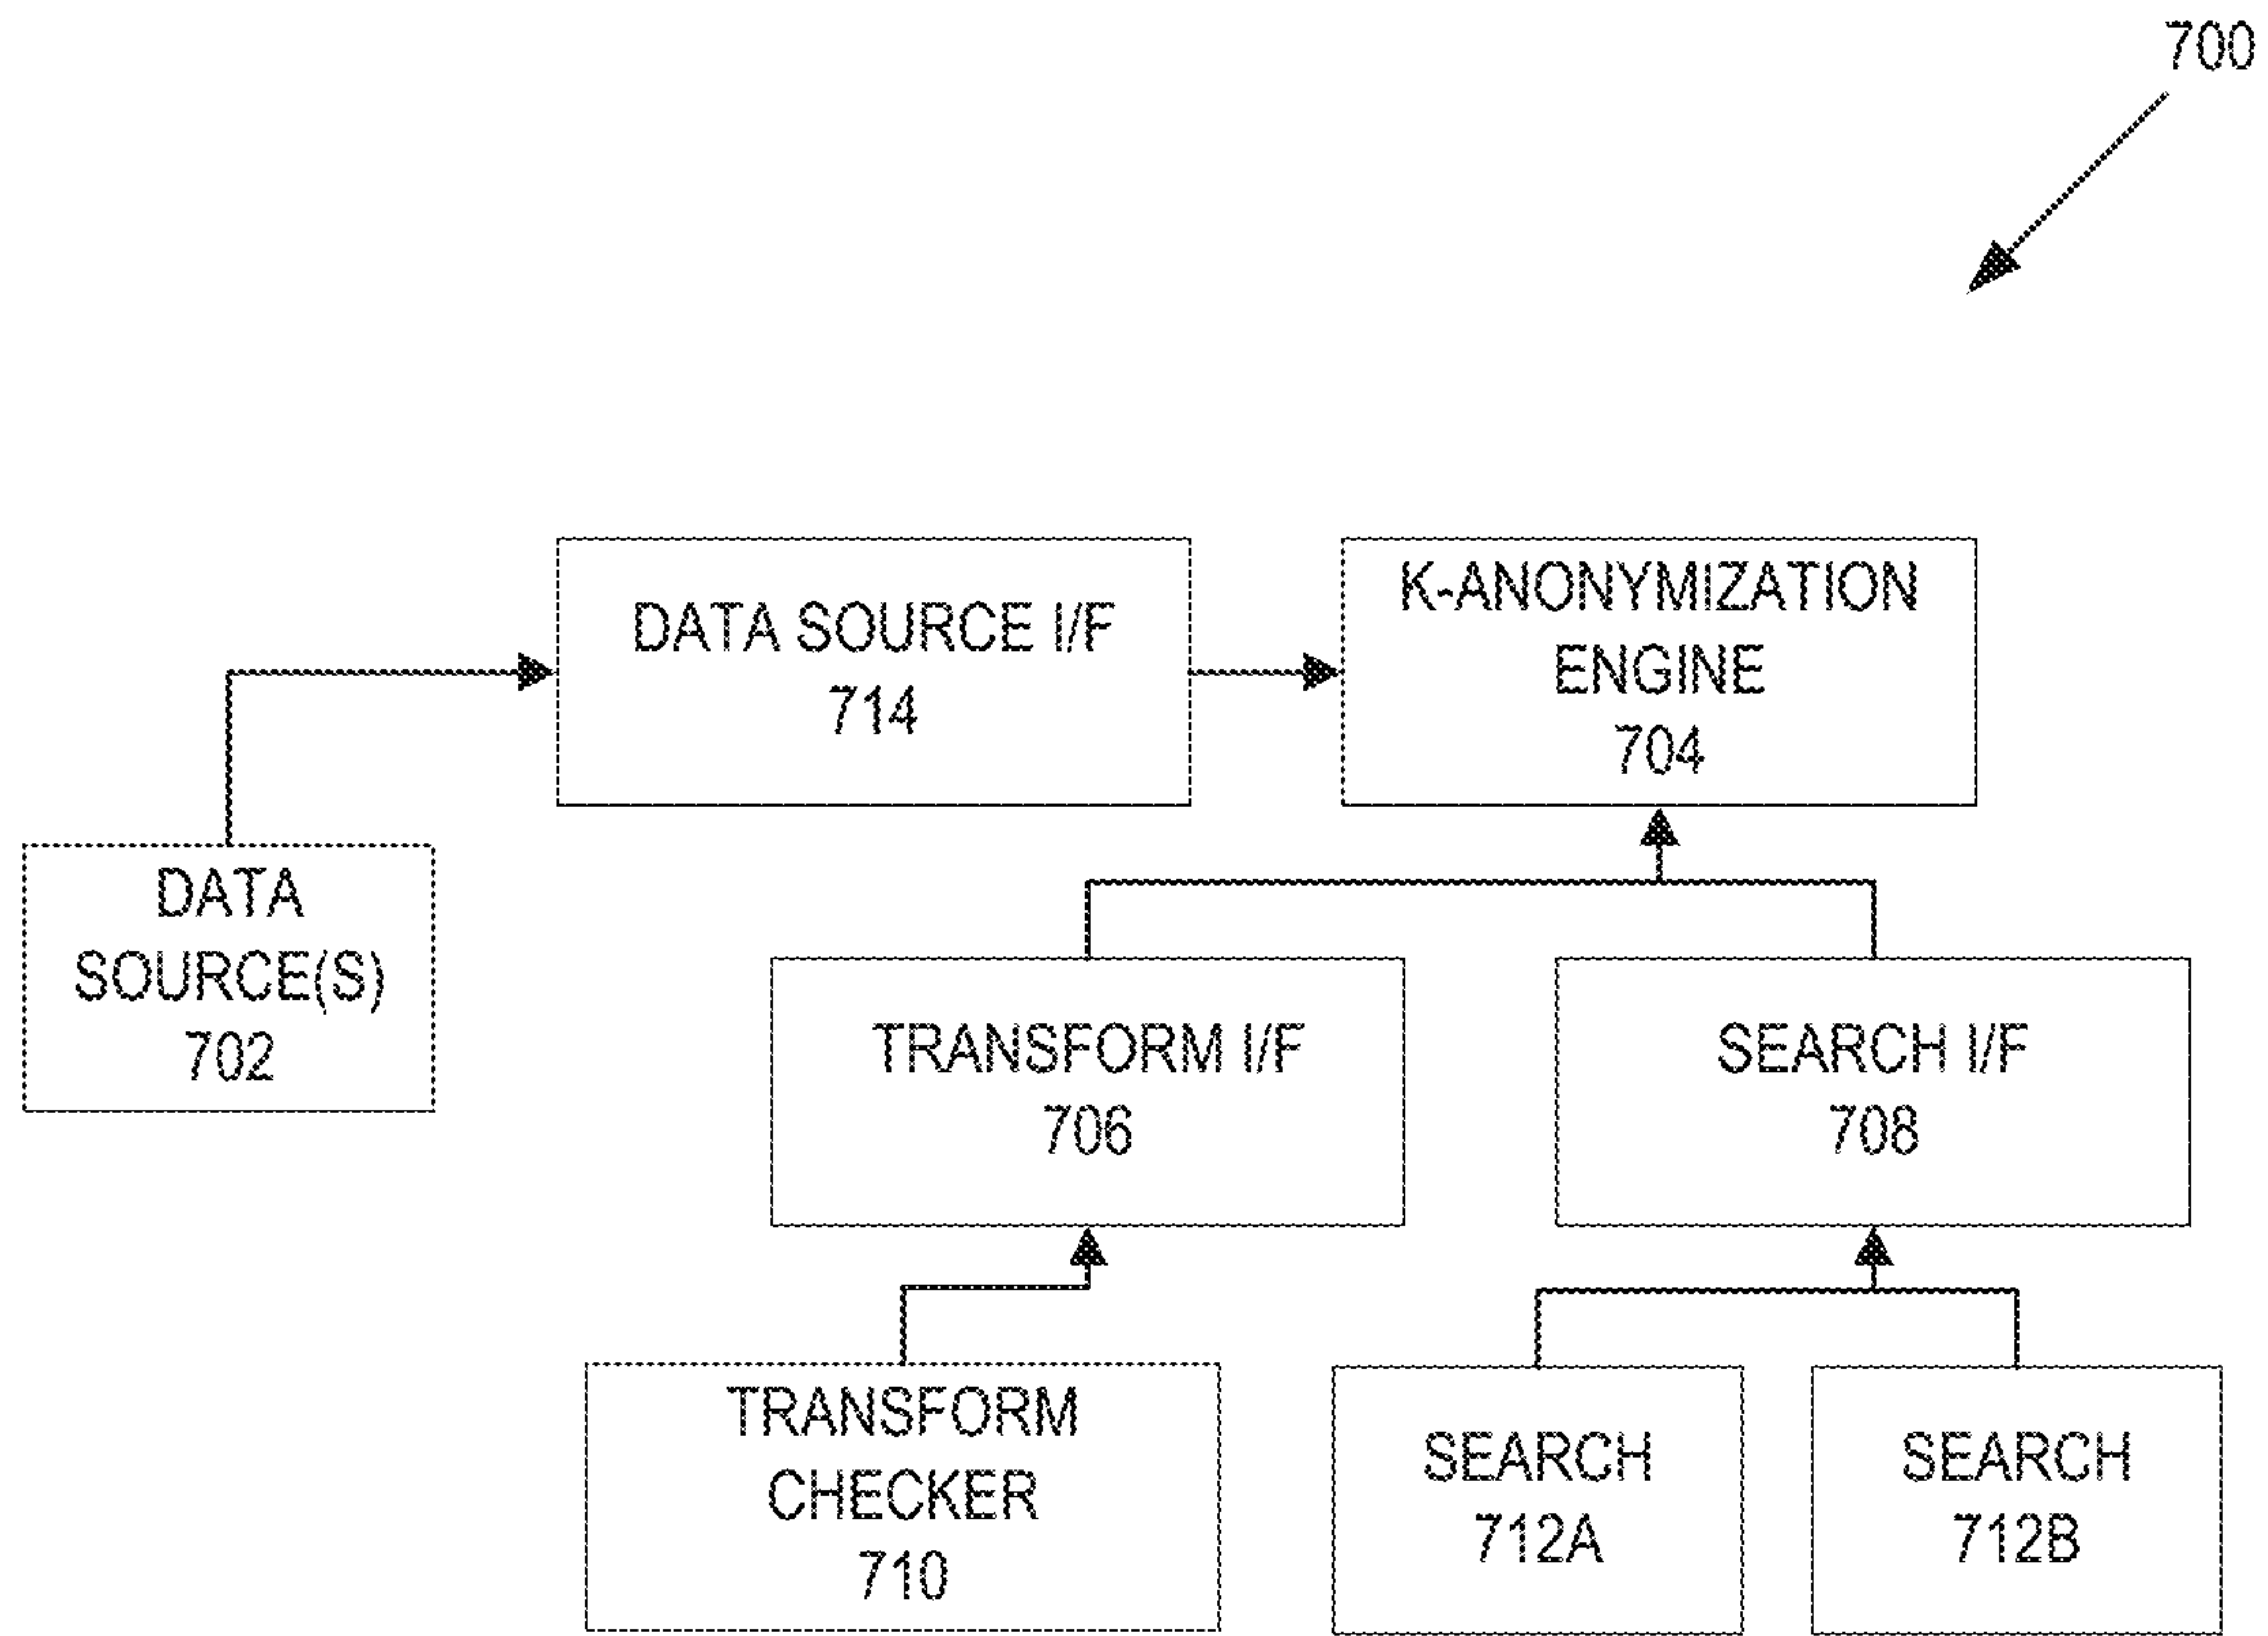 700
DATA SOURCE I/F
714
K-ANONYMIZATION
ENGINE
704
DATA
SOURCE(S)
702
TRANSFORM I/F
706
SEARCH I/F
708
TRANSFORM
CHECKER
710
SEARCH
712A
SEARCH
712B